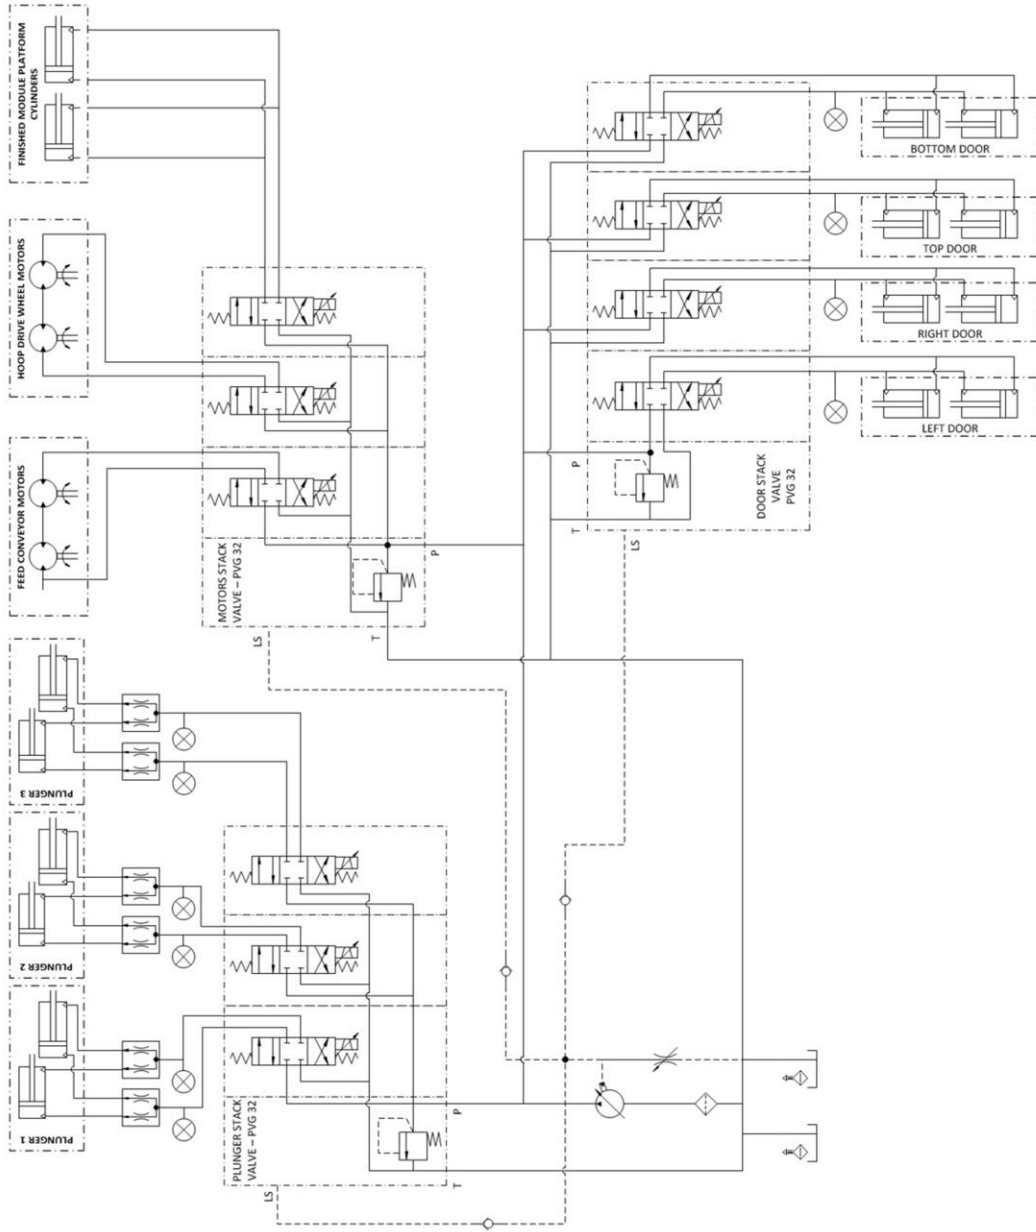 FINISHED MODULE PLATFORM
CYLINDERS
HOOP DRIVE WHEEL MOTORS
FEED CONVEYOR MOTORS
PLUNGER 3
PLUNGER 2
PLUNGER 1
MOTORS STACK
VALVE – PVG 32
LS
T
P
PLUNGER STACK
VALVE – PVG 32
LS
T
P
BOTTOM DOOR
TOP DOOR
RIGHT DOOR
LEFT DOOR
DOOR STACK
VALVE
PVG 32
P
T
LS